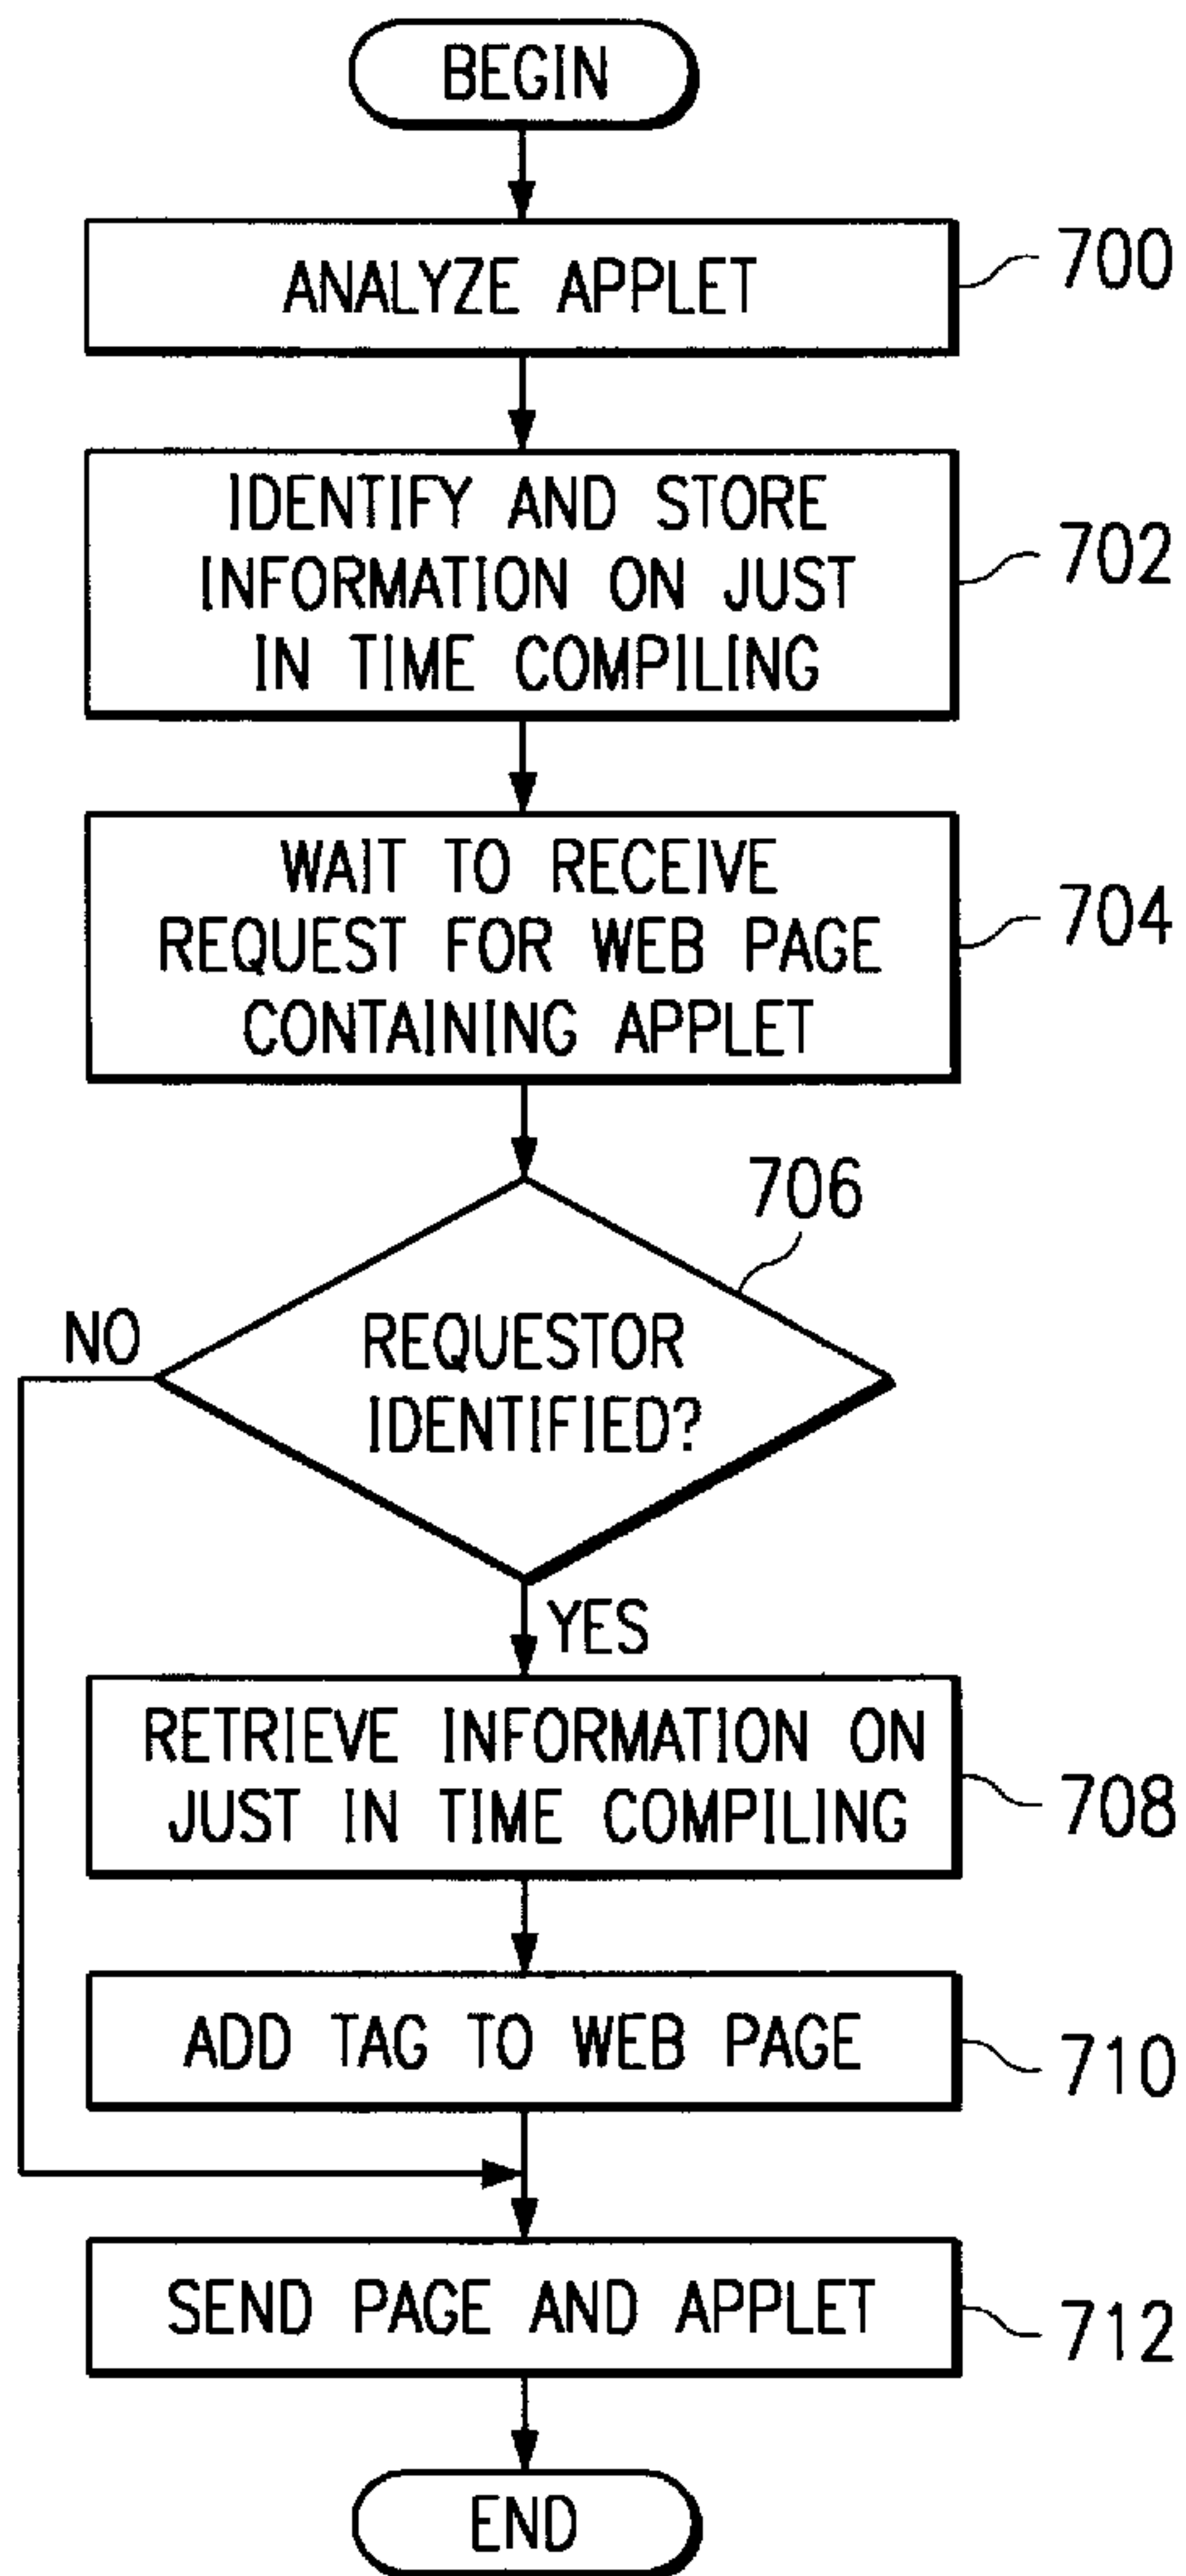 BEGIN
ANALYZE APPLET
700
IDENTIFY AND STORE
INFORMATION ON JUST
IN TIME COMPILING
702
WAIT TO RECEIVE
REQUEST FOR WEB PAGE
CONTAINING APPLET
704
706
NO
REQUESTOR
IDENTIFIED?
YES
RETRIEVE INFORMATION ON
JUST IN TIME COMPILING
708
ADD TAG TO WEB PAGE
710
SEND PAGE AND APPLET
712
END